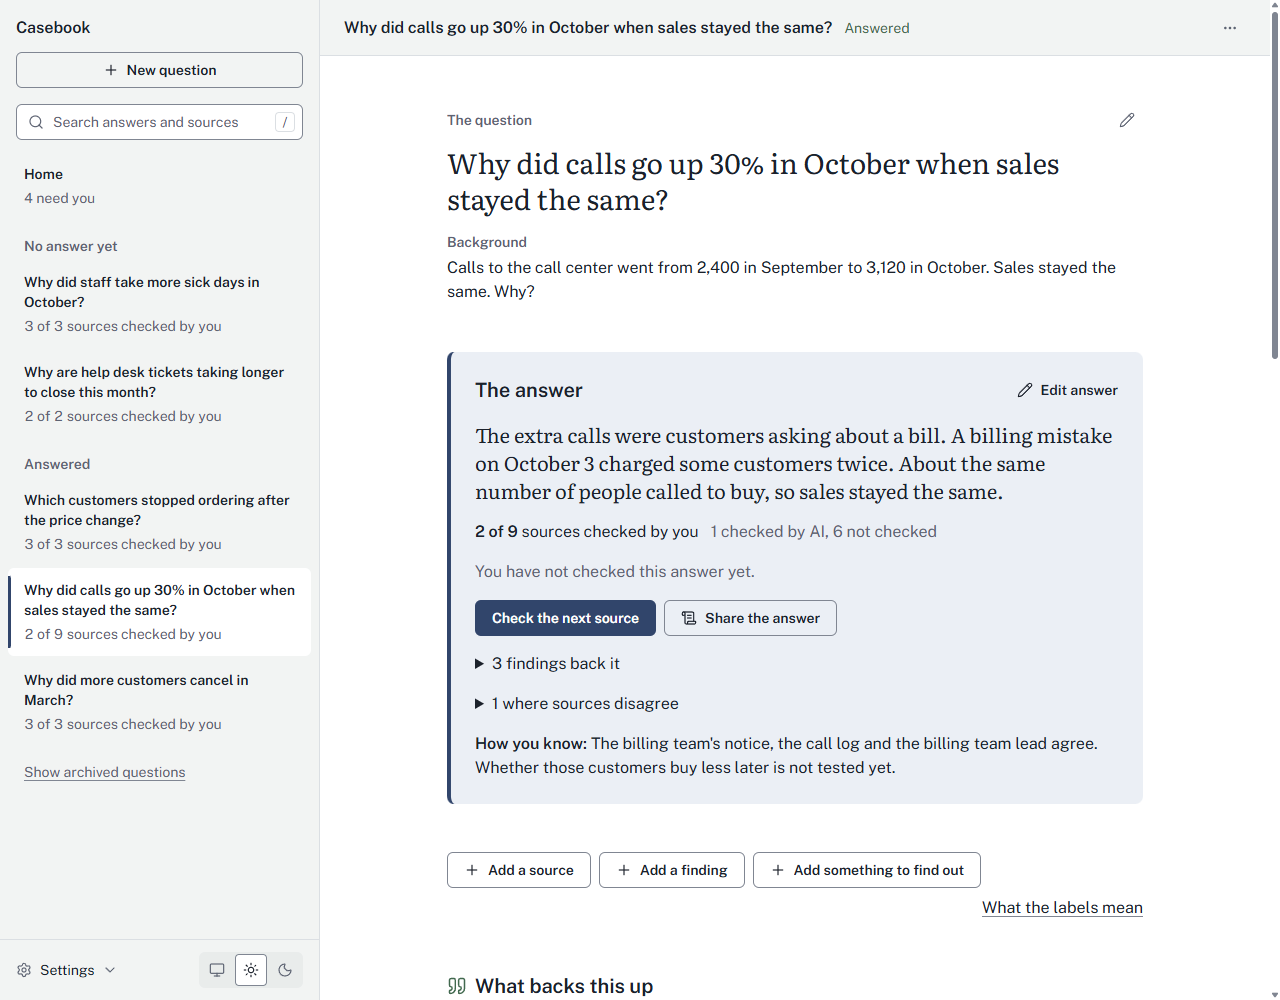 Casebook
New question
Search answers and sources
/
Home
4 need you
No answer yet
Why did staff take more sick days in
October?
3 of 3 sources checked by you
Why are help desk tickets taking longer
to close this month?
2 of 2 sources checked by you
Answered
Which customers stopped ordering after
the price change?
3 of 3 sources checked by you
Why did calls go up 30% in October when
sales stayed the same?
2 of 9 sources checked by you
Why did more customers cancel in
March?
3 of 3 sources checked by you
Show archived questions
Settings
Why did calls go up 30% in October when sales stayed the same? Answered
The question
Why did calls go up 30% in October when sales
stayed the same?
Background
Calls to the call center went from 2,400 in September to 3,120 in October. Sales stayed the
same. Why?
The answer
Edit answer
The extra calls were customers asking about a bill. A billing mistake
on October 3 charged some customers twice. About the same
number of people called to buy, so sales stayed the same.
2 of 9 sources checked by you 1 checked by AI, 6 not checked
You have not checked this answer yet.
Check the next source
Share the answer
3 findings back it
1 where sources disagree
How you know: The billing team's notice, the call log and the billing team lead agree.
Whether those customers buy less later is not tested yet.
Add a source
Add a finding
Add something to find out
What the labels mean
What backs this up